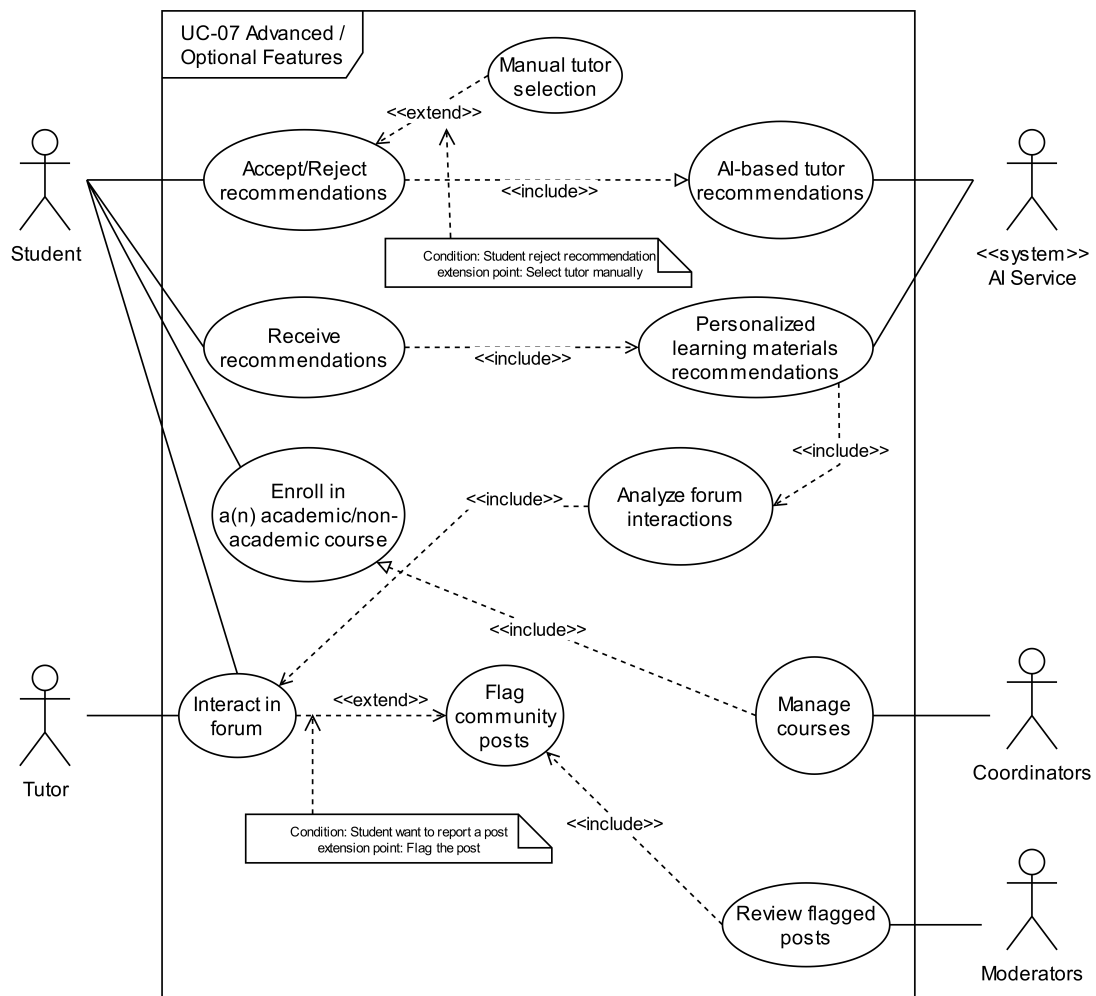 UC-07 Advanced /
Optional Features
Manual tutor
selection
<<extend>>
Accept/Reject
recommendations
<<include>>
AI-based tutor
recommendations
Student
<<system>>
AI Service
Condition: Student reject recommendation
extension point: Select tutor manually
Receive
recommendations
<<include>>
Personalized
learning materials
recommendations
<<include>>
Enroll in
a(n) academic/non-
academic course
<<include>>
Analyze forum
interactions
<<include>>
Interact in
forum
<<extend>>
Flag
community
posts
Manage
courses
Tutor
Coordinators
Condition: Student want to report a post
extension point: Flag the post
<<include>>
Review flagged
posts
Moderators